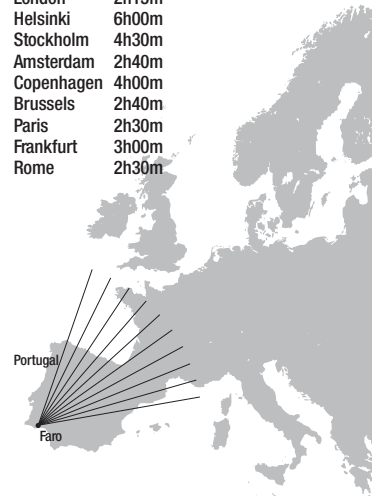 Helsinki 6h00m
Stockholm 4h30m
Amsterdam 2h40m
Copenhagen 4h00m
Brussels 2h40m
Paris 2h30m
Frankfurt 3h00m
Rome 2h30m
Portugal
Faro